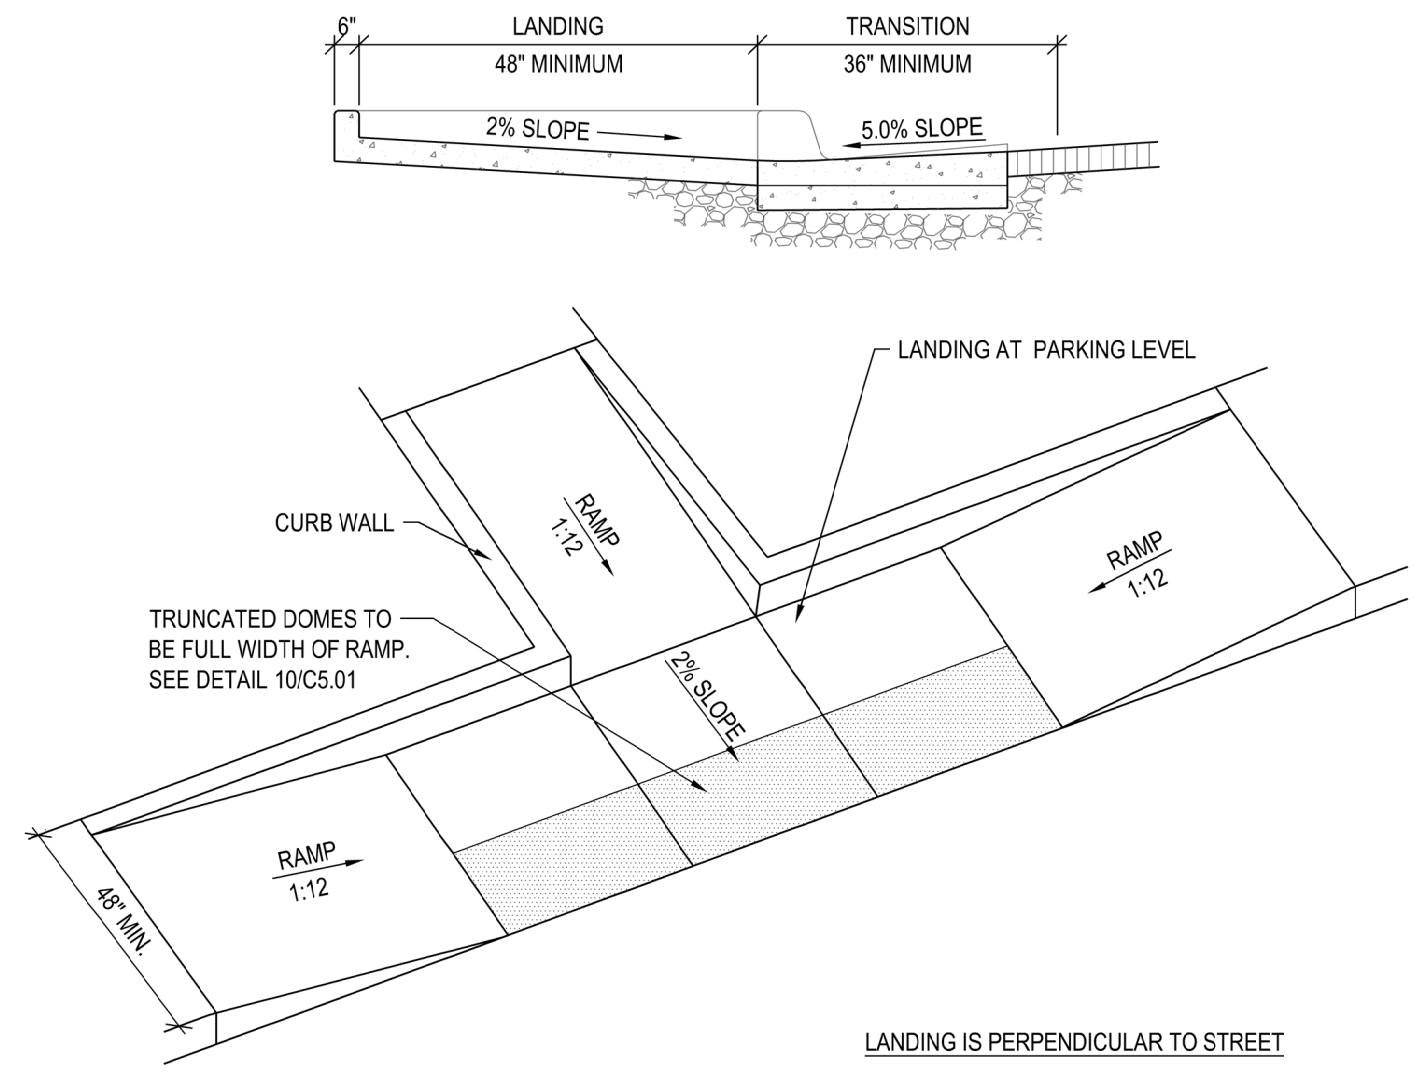 6"
LANDING
TRANSITION
48" MINIMUM
36" MINIMUM
2% SLOPE
5.0% SLOPE
LANDING AT PARKING LEVEL
CURB WALL
RAMP
1:12
RAMP
1:12
TRUNCATED DOMES TO
BE FULL WIDTH OF RAMP.
SEE DETAIL 10/C5.01
2% SLOPE
RAMP
1:12
48" MIN.
LANDING IS PERPENDICULAR TO STREET